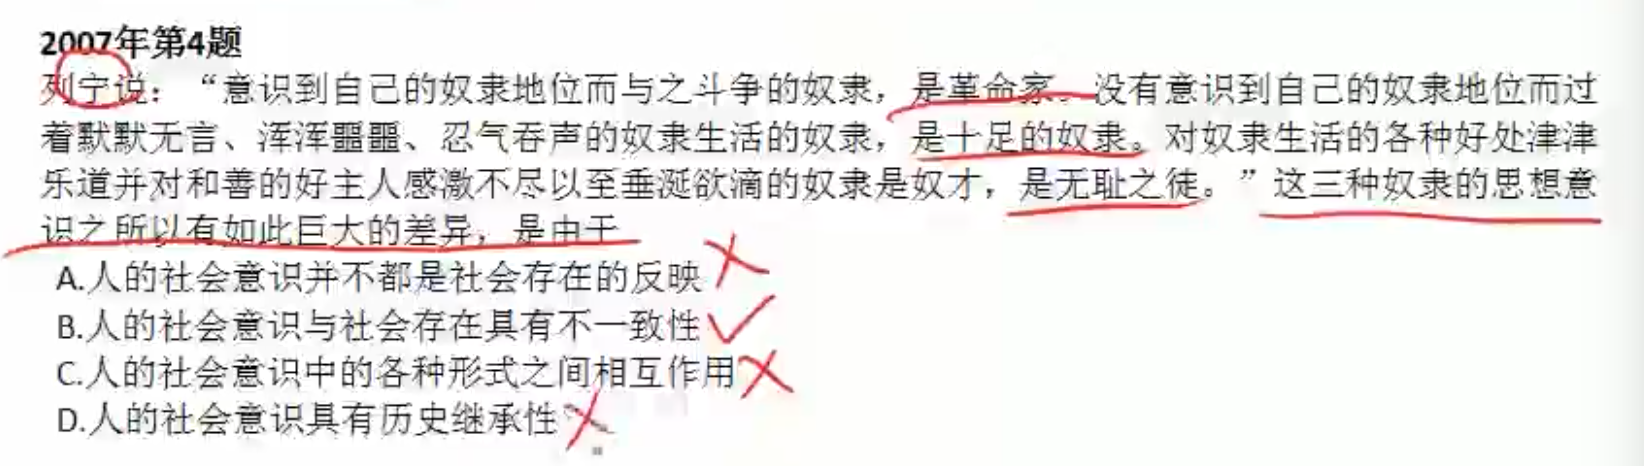 2007年第4题
列宁说：“意识到自己的奴隶地位而与之斗争的奴隶，是革命家。没有意识到自己的奴隶地位而过
着默默无言、浑浑噩噩、忍气吞声的奴隶生活的奴隶，是十足的奴隶。对奴隶生活的各种好处津津
乐道并对和善的好主人感激不尽以至垂涎欲滴的奴隶是奴才，是无耻之徒。”这三种奴隶的思想意
识之所以有如此巨大的差异，是由于
A.人的社会意识并不都是社会存在的反映
B.人的社会意识与社会存在具有不一致性
C.人的社会意识中的各种形式之间相互作用
D.人的社会意识具有历史继承性